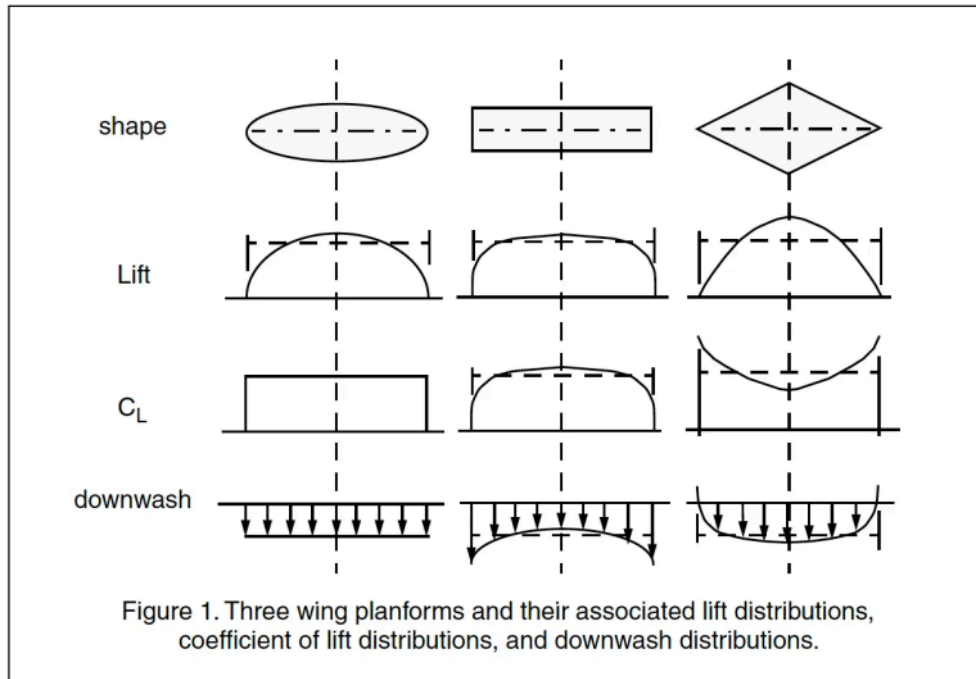 shape
Lift
C_L
downwash
Figure 1. Three wing planforms and their associated lift distributions,
coefficient of lift distributions, and downwash distributions.